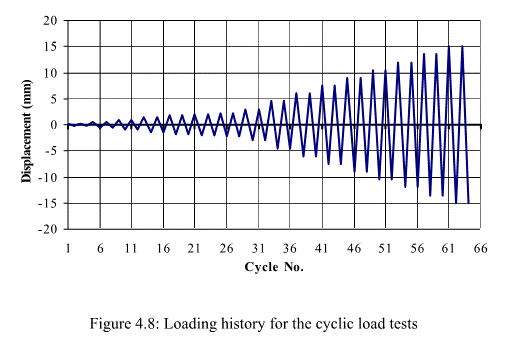 20
15
10
5
0
-5
-10
-15
-20
Displacement (mm)
1 6 11 16 21 26 31 36 41 46 51 56 61 66
Cycle No.
Figure 4.8: Loading history for the cyclic load tests